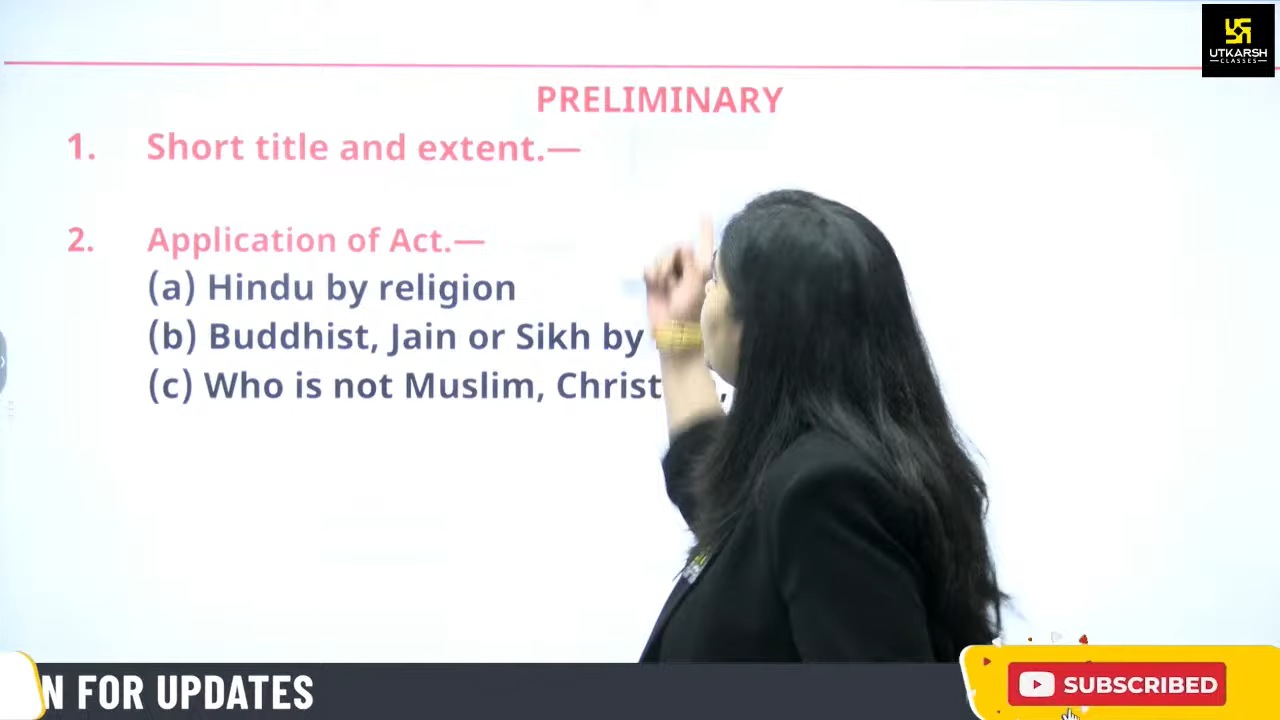 UTKARSH
CLASSES
PRELIMINARY
1. Short title and extent.—
2. Application of Act.—
(a) Hindu by religion
(b) Buddhist, Jain or Sikh by
(c) Who is not Muslim,
N FOR UPDATES
SUBSCRIBED